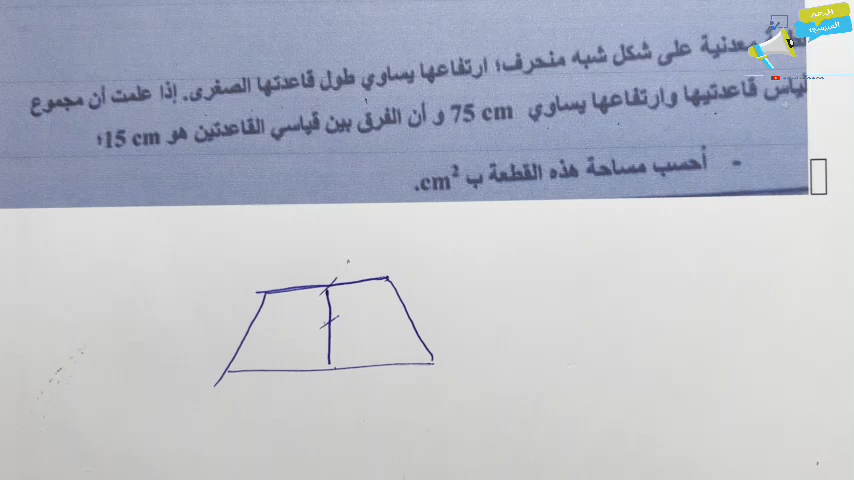 معدنية على شكل شبه منحرف؛ ارتفاعها يساوي طول قاعدتها الصغرى. إذا علمت أن مجموع
قياس قاعدتيها وارتفاعها يساوي 75 cm و أن الفرق بين قياسي القاعدتين هو 15 cm؛
- أحسب مساحة هذه القطعة ب cm².